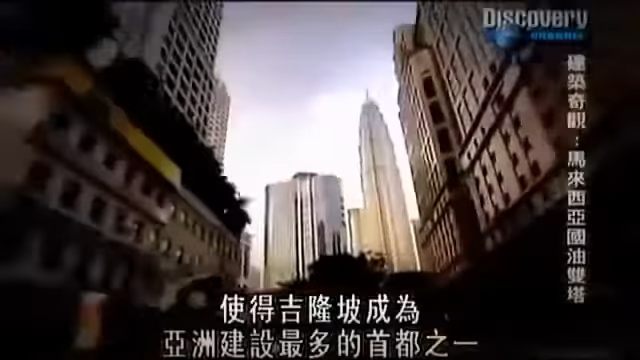 Discovery
CHANNEL
建築奇觀：馬來西亞國油雙塔
使得吉隆坡成為
亞洲建設最多的首都之一